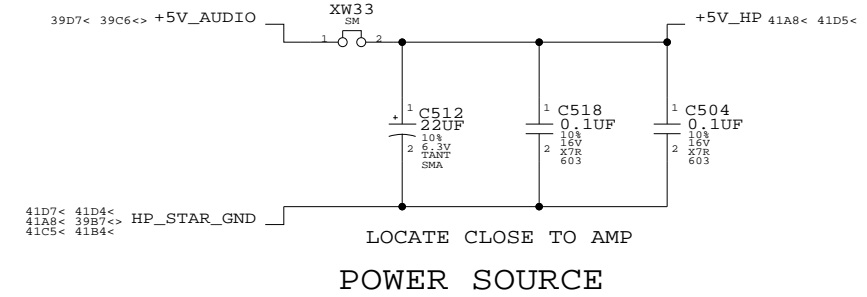 XW33
SM
39D7< 39C6<> +5V_AUDIO
1 2
+5V_HP 41A8< 41D5<
+ 1 C512
22UF
10%
2 6.3V
TANT
SMA
1 C518
0.1UF
10%
2 16V
X7R
603
1 C504
0.1UF
10%
2 16V
X7R
603
41D7< 41D4<
41A8< 39B7<> HP_STAR_GND
41C5< 41B4<
LOCATE CLOSE TO AMP
POWER SOURCE